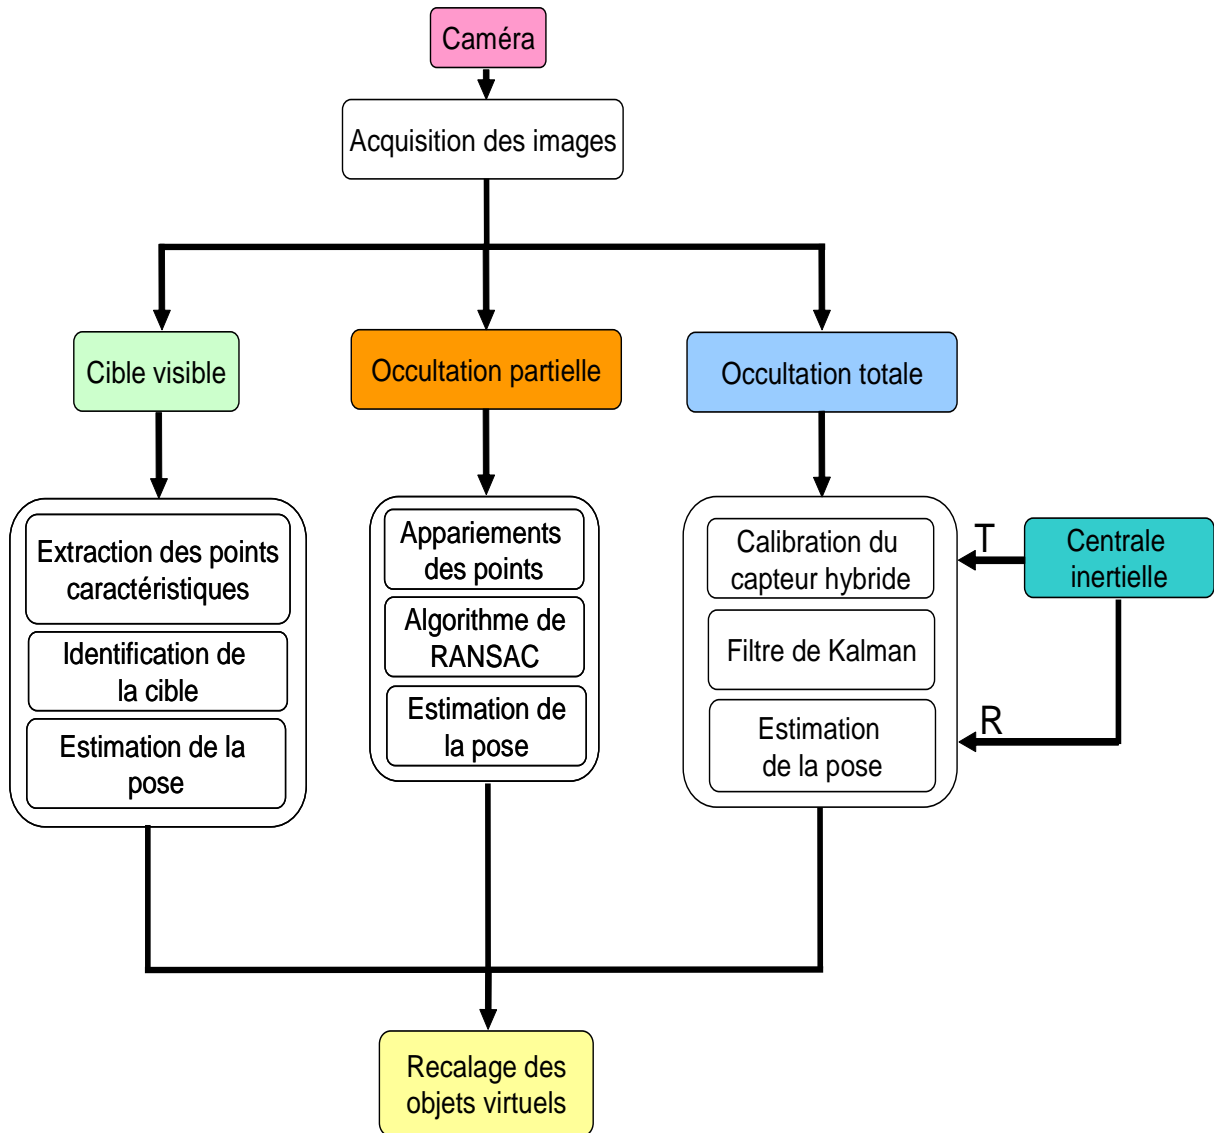 Caméra
Acquisition des images
Cible visible
Occultation partielle
Occultation totale
Extraction des points
caractéristiques
Identification de
la cible
Estimation de la
pose
Appariements
des points
Algorithme de
RANSAC
Estimation de
la pose
Calibration du
capteur hybride
Filtre de Kalman
Estimation
de la pose
T
R
Centrale
inertielle
Recalage des
objets virtuels